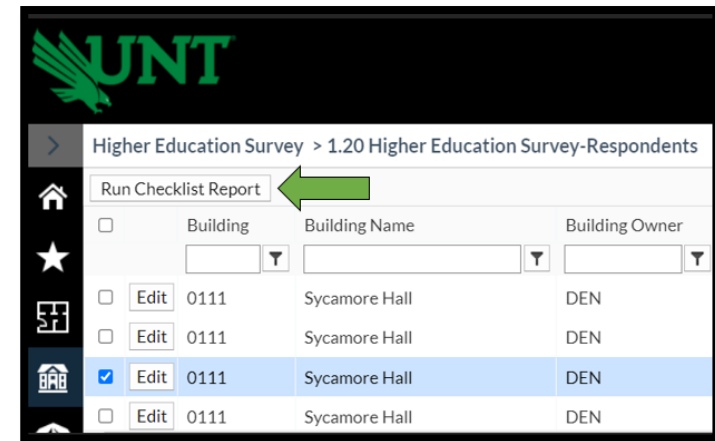 UNT
Higher Education Survey > 1.20 Higher Education Survey-Respondents
Run Checklist Report
Building Building Name Building Owner
Edit 0111 Sycamore Hall DEN
Edit 0111 Sycamore Hall DEN
Edit 0111 Sycamore Hall DEN
Edit 0111 Sycamore Hall DEN